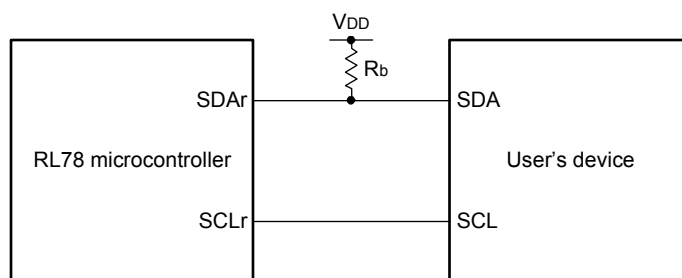 VDD
Rb
SDAr
SDA
RL78 microcontroller
User's device
SCLr
SCL